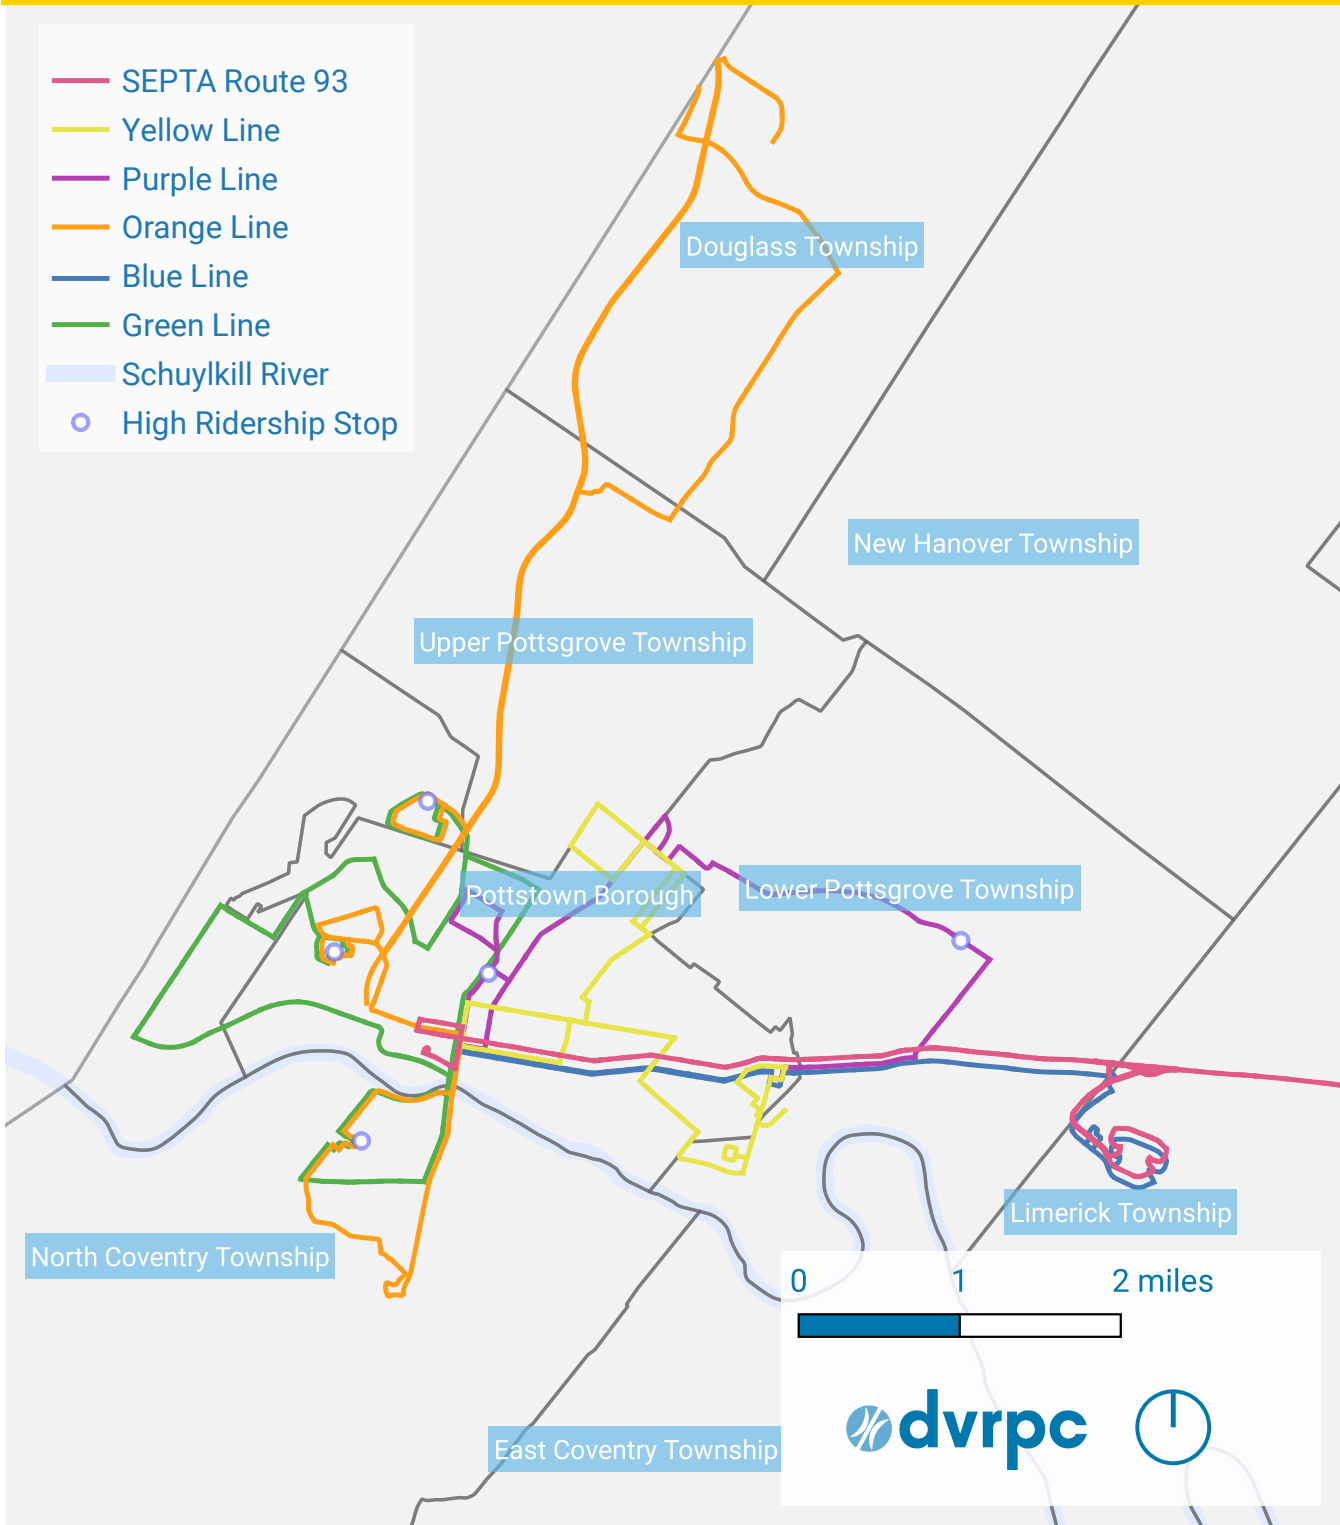 SEPTA Route 93
Yellow Line
Purple Line
Orange Line
Blue Line
Green Line
Schuylkill River
High Ridership Stop
Douglass Township
New Hanover Township
Upper Pottsgrove Township
Pottstown Borough
Lower Pottsgrove Township
Limerick Township
North Coventry Township
East Coventry Township
0 1 2 miles
dvrpc